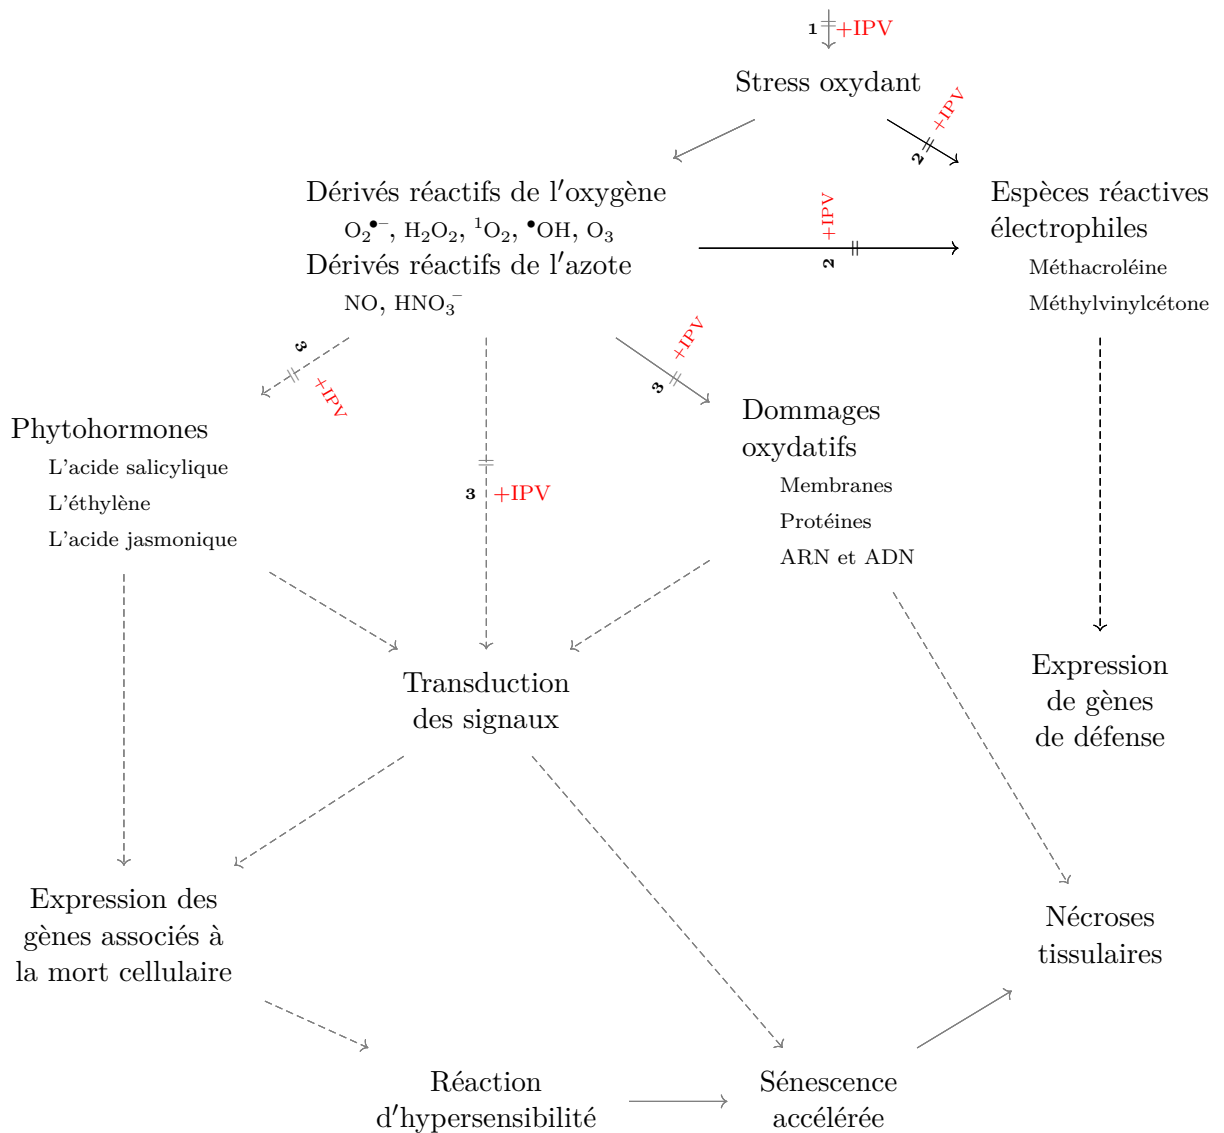 1 +IPV
Stress oxydant
+IPV
2
Dérivés réactifs de l'oxygène
O₂•⁻, H₂O₂, ¹O₂, •OH, O₃
Dérivés réactifs de l'azote
NO, HNO₃⁻
+IPV
2
Espèces réactives
électrophiles
Méthacroléine
Méthylvinylcétone
3
+IPV
3 +IPV
+IPV
3
Phytohormones
L'acide salicylique
L'éthylène
L'acide jasmonique
Dommages
oxydatifs
Membranes
Protéines
ARN et ADN
Transduction
des signaux
Expression
de gènes
de défense
Expression des
gènes associés à
la mort cellulaire
Nécroses
tissulaires
Réaction
d'hypersensibilité
Sénescence
accélérée